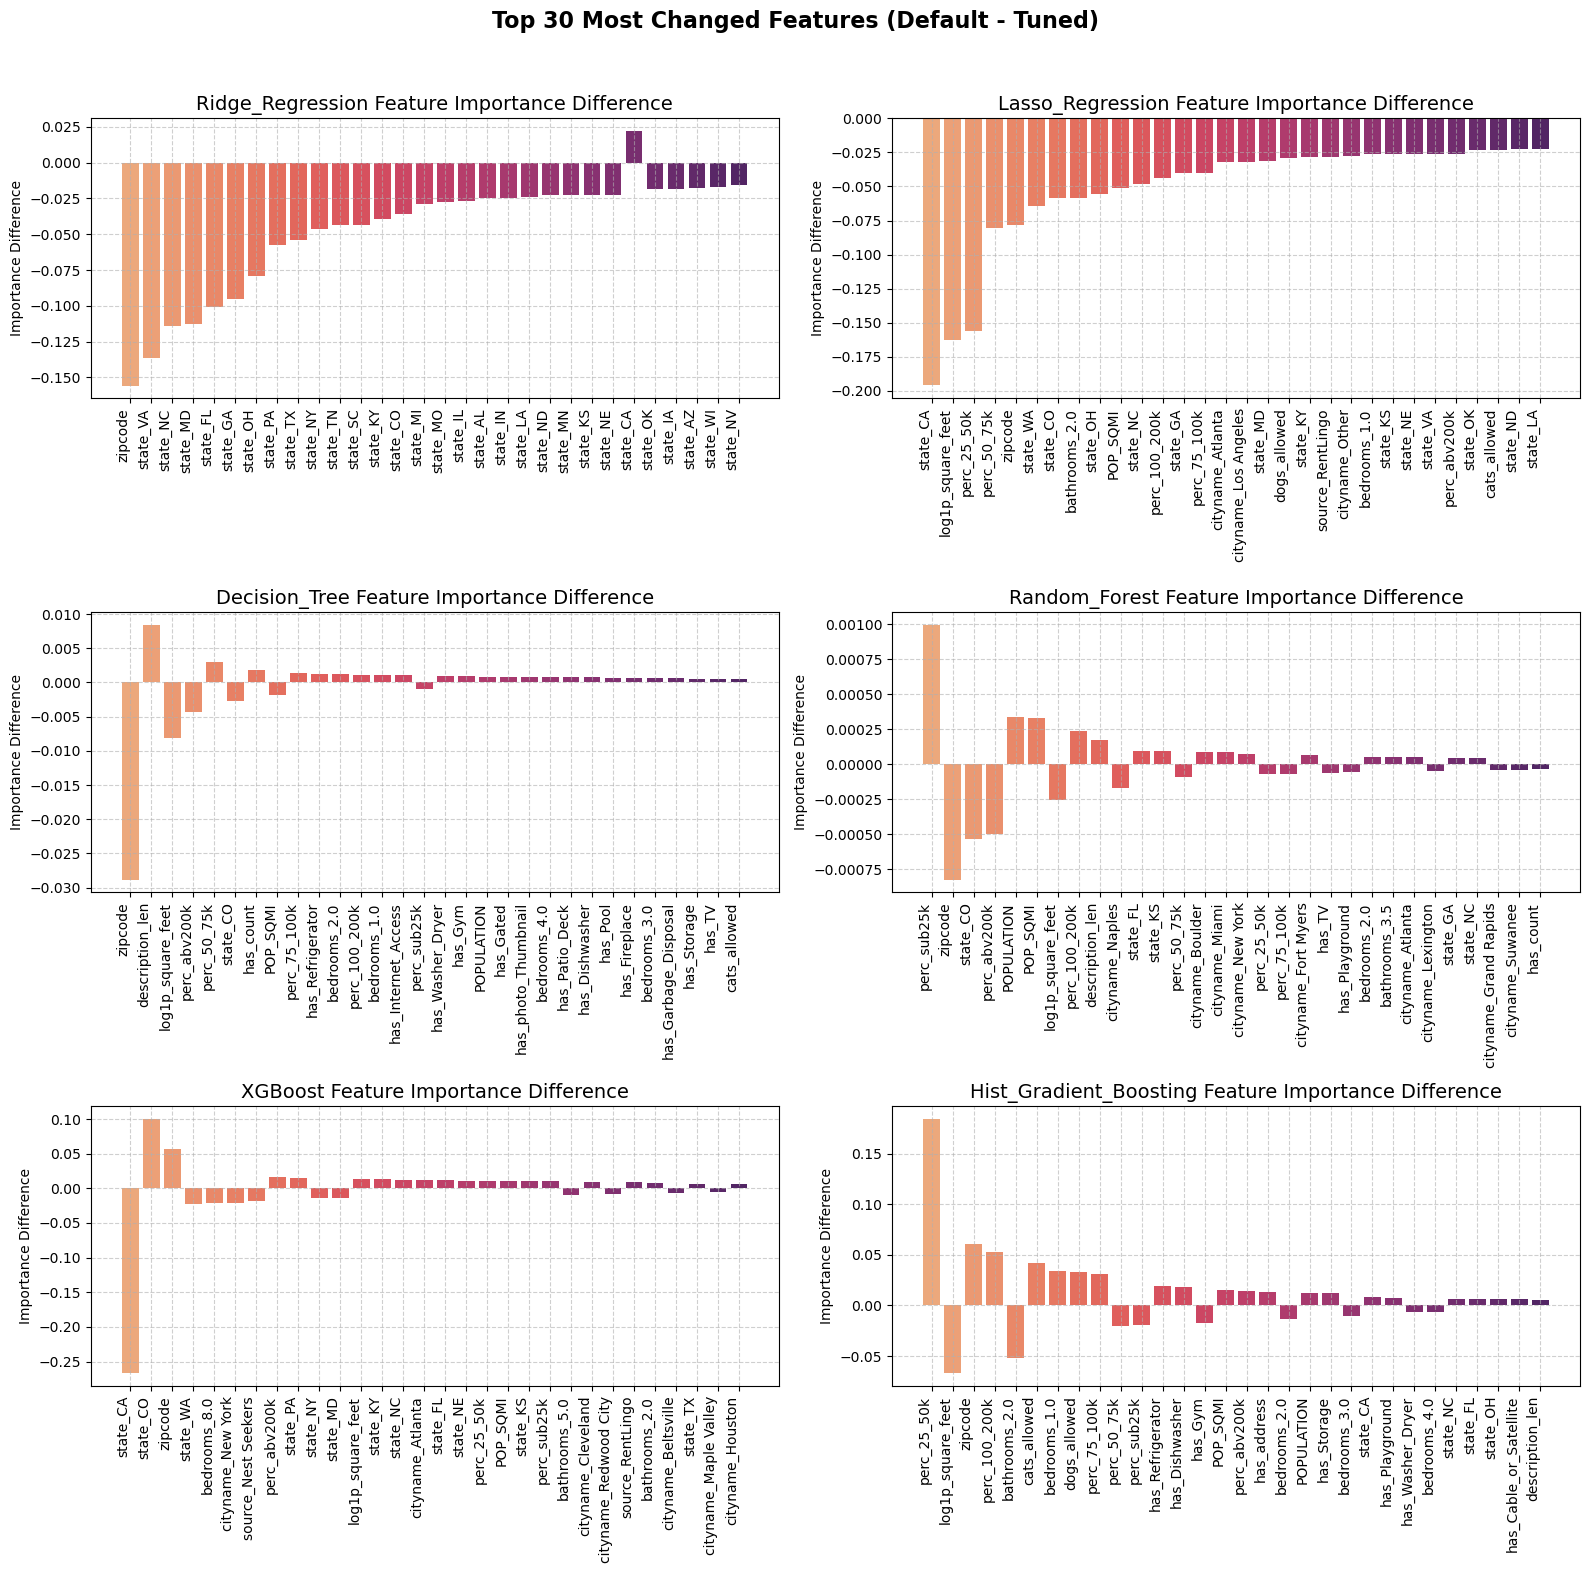 Top 30 Most Changed Features (Default - Tuned)
Ridge_Regression Feature Importance Difference
Importance Difference
0.025
0.000
−0.025
−0.050
−0.075
−0.100
−0.125
−0.150
zipcode
state_VA
state_NC
state_MD
state_FL
state_GA
state_OH
state_PA
state_TX
state_NY
state_TN
state_SC
state_KY
state_CO
state_MI
state_MO
state_IL
state_AL
state_IN
state_LA
state_ND
state_MN
state_KS
state_NE
state_CA
state_OK
state_IA
state_AZ
state_WI
state_NV
Lasso_Regression Feature Importance Difference
Importance Difference
0.000
−0.025
−0.050
−0.075
−0.100
−0.125
−0.150
−0.175
−0.200
state_CA
log1p_square_feet
perc_25_50k
perc_50_75k
zipcode
state_WA
state_CO
bathrooms_2.0
state_OH
POP_SQMI
state_NC
perc_100_200k
state_GA
perc_75_100k
cityname_Atlanta
cityname_Los Angeles
state_MD
dogs_allowed
state_KY
source_RentLingo
cityname_Other
bedrooms_1.0
state_KS
state_NE
state_VA
perc_abv200k
state_OK
cats_allowed
state_ND
state_LA
Decision_Tree Feature Importance Difference
Importance Difference
0.010
0.005
0.000
−0.005
−0.010
−0.015
−0.020
−0.025
−0.030
zipcode
description_len
log1p_square_feet
perc_abv200k
perc_50_75k
state_CO
has_count
POP_SQMI
perc_75_100k
has_Refrigerator
bedrooms_2.0
perc_100_200k
bedrooms_1.0
has_Internet_Access
perc_sub25k
has_Washer_Dryer
has_Gym
POPULATION
has_Gated
has_photo_Thumbnail
bedrooms_4.0
has_Patio_Deck
has_Dishwasher
has_Pool
has_Fireplace
bedrooms_3.0
has_Garbage_Disposal
has_Storage
has_TV
cats_allowed
Random_Forest Feature Importance Difference
Importance Difference
0.00100
0.00075
0.00050
0.00025
0.00000
−0.00025
−0.00050
−0.00075
perc_sub25k
zipcode
state_CO
perc_abv200k
POPULATION
POP_SQMI
log1p_square_feet
perc_100_200k
description_len
cityname_Naples
state_FL
state_KS
perc_50_75k
cityname_Boulder
cityname_Miami
cityname_New York
perc_25_50k
perc_75_100k
cityname_Fort Myers
has_TV
has_Playground
bedrooms_2.0
bathrooms_3.5
cityname_Atlanta
cityname_Lexington
state_GA
state_NC
cityname_Grand Rapids
cityname_Suwanee
has_count
XGBoost Feature Importance Difference
Importance Difference
0.10
0.05
0.00
−0.05
−0.10
−0.15
−0.20
−0.25
state_CA
state_CO
zipcode
state_WA
bedrooms_8.0
cityname_New York
source_Nest Seekers
perc_abv200k
state_PA
state_NY
state_MD
log1p_square_feet
state_KY
state_NC
cityname_Atlanta
state_FL
state_NE
perc_25_50k
POP_SQMI
state_KS
perc_sub25k
bathrooms_5.0
cityname_Cleveland
cityname_Redwood City
source_RentLingo
bathrooms_2.0
cityname_Beltsville
state_TX
cityname_Maple Valley
cityname_Houston
Hist_Gradient_Boosting Feature Importance Difference
Importance Difference
0.15
0.10
0.05
0.00
−0.05
perc_25_50k
log1p_square_feet
zipcode
perc_100_200k
bathrooms_2.0
cats_allowed
bedrooms_1.0
dogs_allowed
perc_75_100k
perc_50_75k
perc_sub25k
has_Refrigerator
has_Dishwasher
has_Gym
POP_SQMI
perc_abv200k
has_address
bedrooms_2.0
POPULATION
has_Storage
bedrooms_3.0
state_CA
has_Playground
has_Washer_Dryer
bedrooms_4.0
state_NC
state_FL
state_OH
has_Cable_or_Satellite
description_len